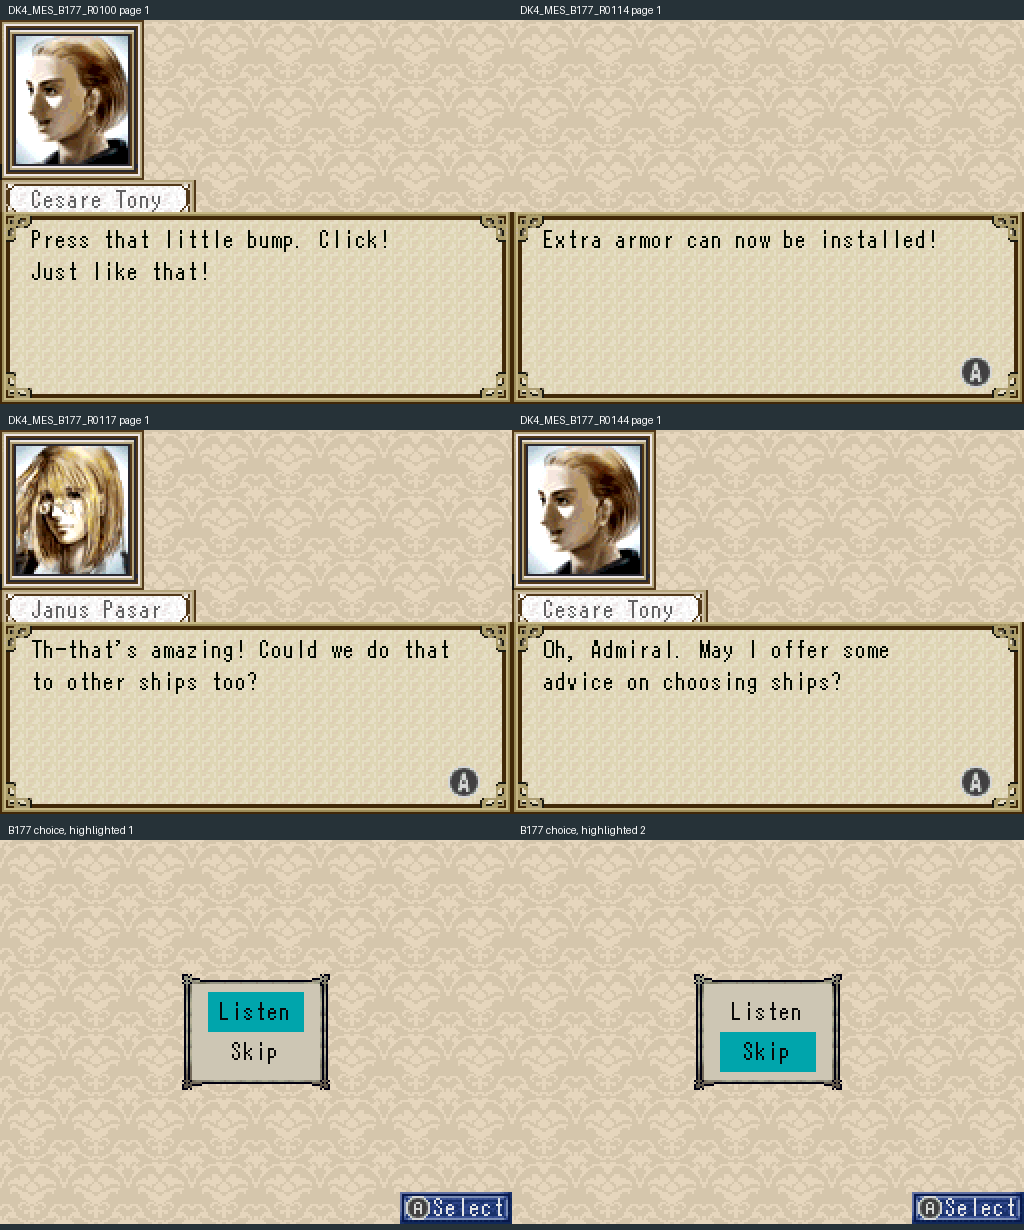 DK4_MES_B177_R0100 page 1
Cesare Tony
Press that little bump. Click!
Just like that!
DK4_MES_B177_R0114 page 1
Extra armor can now be installed!
A
DK4_MES_B177_R0117 page 1
Janus Pasar
Th-that's amazing! Could we do that
to other ships too?
A
DK4_MES_B177_R0144 page 1
Cesare Tony
Oh, Admiral. May I offer some
advice on choosing ships?
A
B177 choice, highlighted 1
Listen
Skip
A Select
B177 choice, highlighted 2
Listen
Skip
A Select